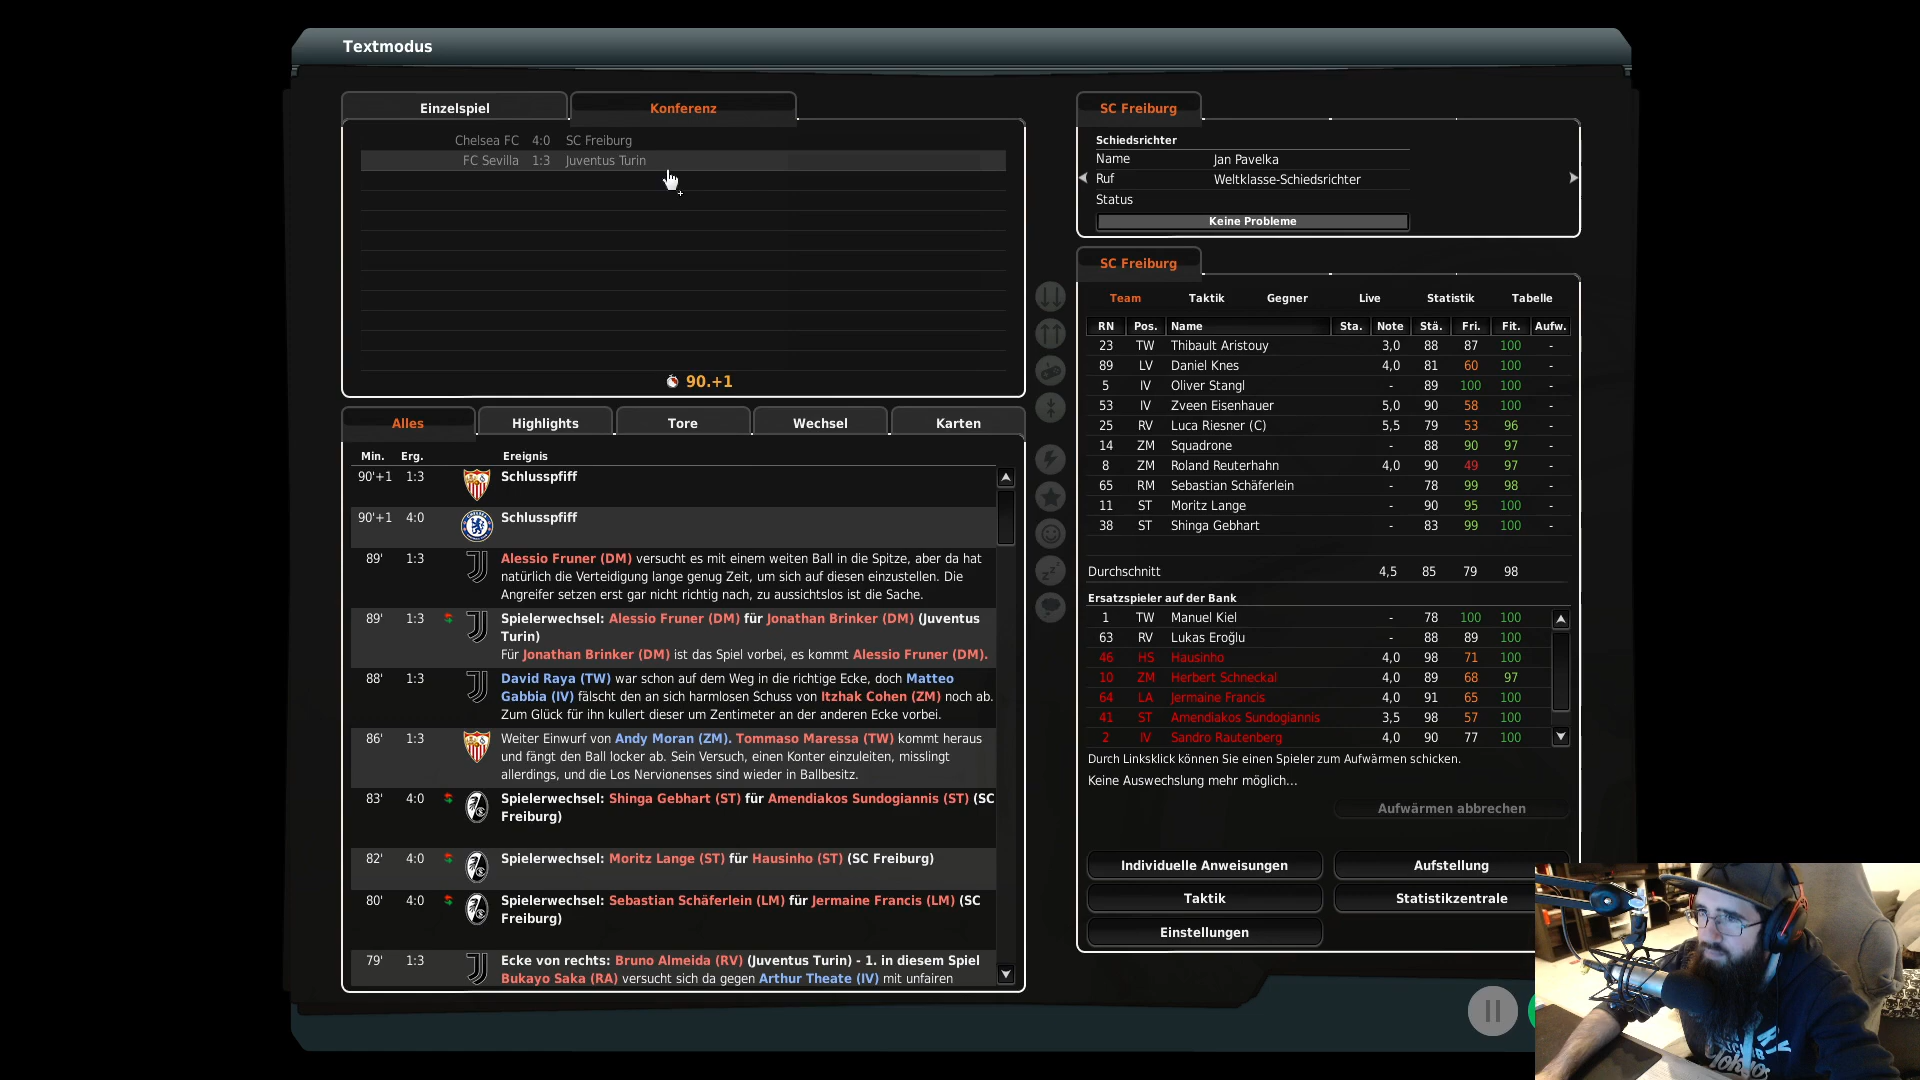 Textmodus
Einzelspiel Konferenz
Chelsea FC 4:0 SC Freiburg
FC Sevilla 1:3 Juventus Turin
90.+1
Alles Highlights Tore Wechsel Karten
Min. Erg. Ereignis
90'+1 1:3 Schlusspfiff
90'+1 4:0 Schlusspfiff
89' 1:3 Alessio Fruner (DM) versucht es mit einem weiten Ball in die Spitze, aber da hat
natürlich die Verteidigung lange genug Zeit, um sich auf diesen einzustellen. Die
Angreifer setzen erst gar nicht richtig nach, zu aussichtslos ist die Sache.
89' 1:3 Spielerwechsel: Alessio Fruner (DM) für Jonathan Brinker (DM) (Juventus
Turin)
Für Jonathan Brinker (DM) ist das Spiel vorbei, es kommt Alessio Fruner (DM).
88' 1:3 David Raya (TW) war schon auf dem Weg in die richtige Ecke, doch Matteo
Gabbia (IV) fälscht den an sich harmlosen Schuss von Itzhak Cohen (ZM) noch ab.
Zum Glück für ihn kullert dieser um Zentimeter an der anderen Ecke vorbei.
86' 1:3 Weiter Einwurf von Andy Moran (ZM). Tommaso Maressa (TW) kommt heraus
und fängt den Ball locker ab. Sein Versuch, einen Konter einzuleiten, misslingt
allerdings, und die Los Nervionenses sind wieder in Ballbesitz.
83' 4:0 Spielerwechsel: Shinga Gebhart (ST) für Amendiakos Sundogiannis (ST) (SC
Freiburg)
82' 4:0 Spielerwechsel: Moritz Lange (ST) für Hausinho (ST) (SC Freiburg)
80' 4:0 Spielerwechsel: Sebastian Schäferlein (LM) für Jermaine Francis (LM) (SC
Freiburg)
79' 1:3 Ecke von rechts: Bruno Almeida (RV) (Juventus Turin) - 1. in diesem Spiel
Bukayo Saka (RA) versucht sich da gegen Arthur Theate (IV) mit unfairen
SC Freiburg
Schiedsrichter
Name Jan Pavelka
Ruf Weltklasse-Schiedsrichter
Status
Keine Probleme
SC Freiburg
Team Taktik Gegner Live Statistik Tabelle
RN Pos. Name Sta. Note Stä. Fri. Fit. Aufw.
23 TW Thibault Aristouy 3,0 88 87 100 -
89 LV Daniel Knes 4,0 81 60 100 -
5 IV Oliver Stangl - 89 100 100 -
53 IV Zveen Eisenhauer 5,0 90 58 100 -
25 RV Luca Riesner (C) 5,5 79 53 96 -
14 ZM Squadrone - 88 90 97 -
8 ZM Roland Reuterhahn 4,0 90 49 97 -
65 RM Sebastian Schäferlein - 78 99 98 -
11 ST Moritz Lange - 90 95 100 -
38 ST Shinga Gebhart - 83 99 100 -
Durchschnitt 4,5 85 79 98
Ersatzspieler auf der Bank
1 TW Manuel Kiel - 78 100 100
63 RV Lukas Eroğlu - 88 89 100
46 HS Hausinho 4,0 98 71 100
10 ZM Herbert Schneckal 4,0 89 68 97
64 LA Jermaine Francis 4,0 91 65 100
41 ST Amendiakos Sundogiannis 3,5 98 57 100
2 IV Sandro Rautenberg 4,0 90 77 100
Durch Linksklick können Sie einen Spieler zum Aufwärmen schicken.
Keine Auswechslung mehr möglich...
Aufwärmen abbrechen
Individuelle Anweisungen Aufstellung
Taktik Statistikzentrale
Einstellungen